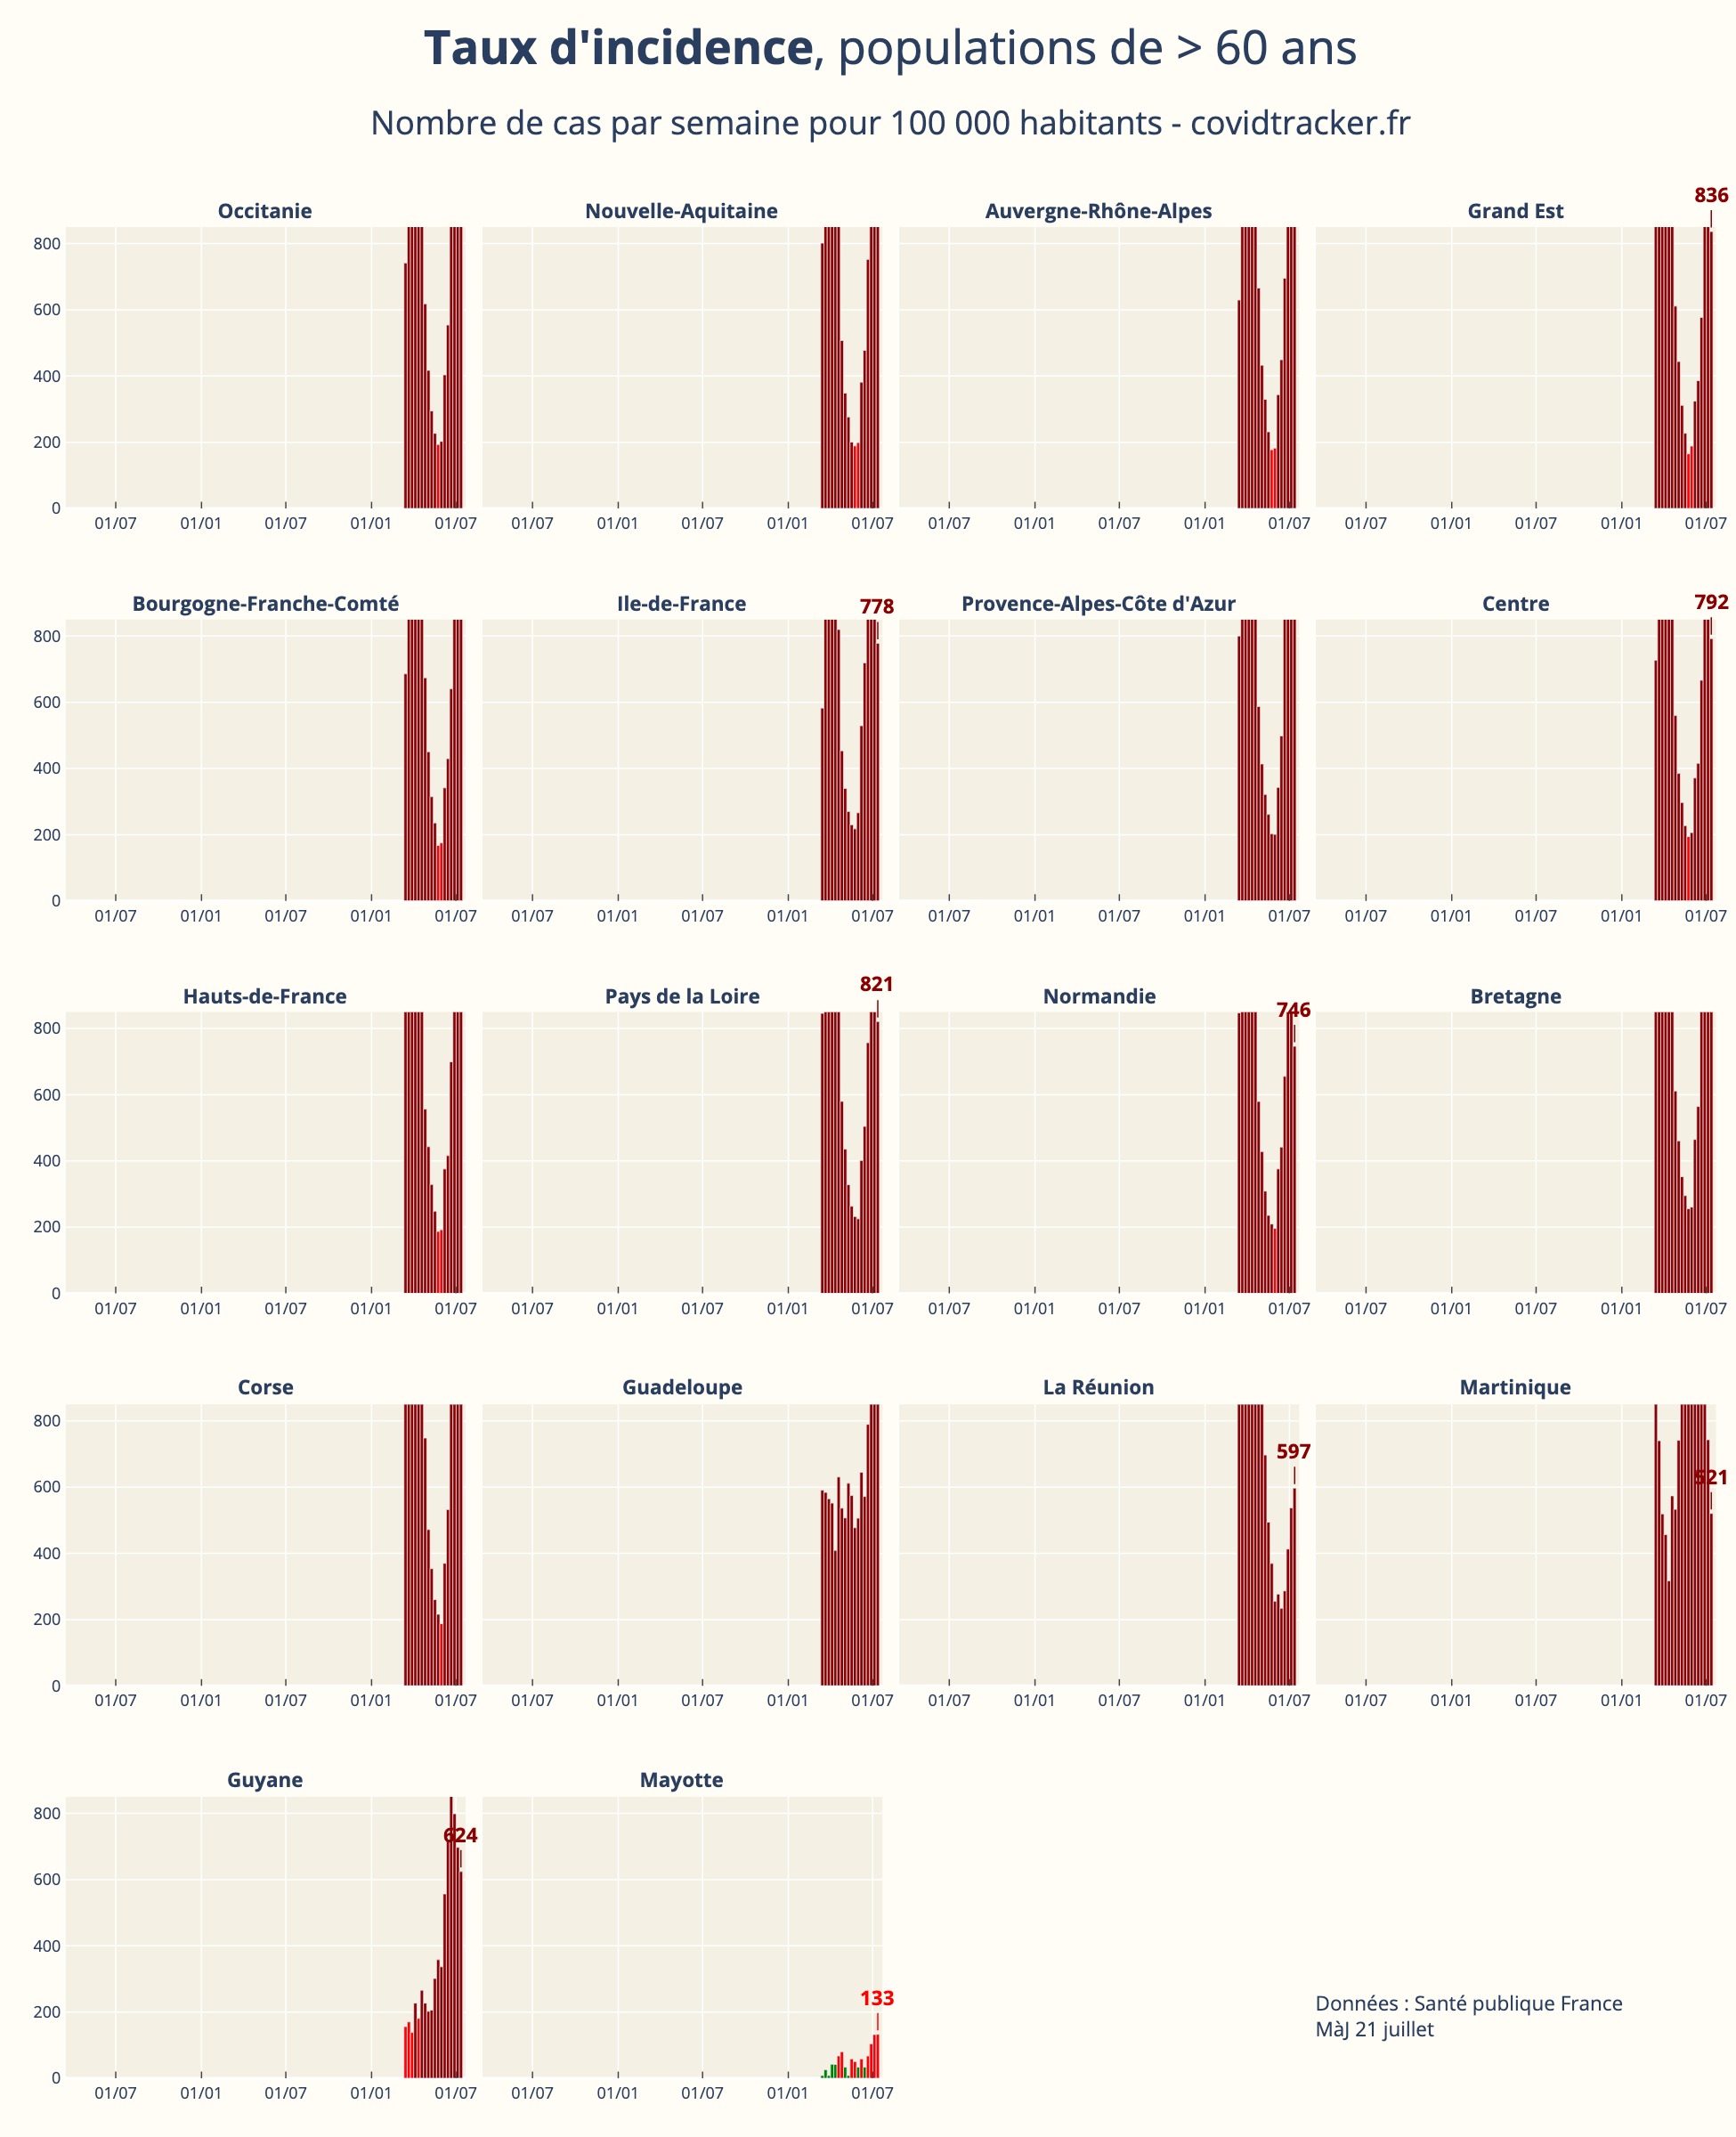 Taux d'incidence, populations de > 60 ans
Nombre de cas par semaine pour 100 000 habitants - covidtracker.fr
836
Occitanie Nouvelle-Aquitaine Auvergne-Rhône-Alpes Grand Est
800
600
400
200
0
01/07 01/01 01/07 01/01 01/07 01/07 01/01 01/07 01/01 01/07 01/07 01/01 01/07 01/01 01/07 01/07 01/01 01/07 01/01 01/07
Bourgogne-Franche-Comté Ile-de-France 778 Provence-Alpes-Côte d'Azur Centre 792
800
600
400
200
0
01/07 01/01 01/07 01/01 01/07 01/07 01/01 01/07 01/01 01/07 01/07 01/01 01/07 01/01 01/07 01/07 01/01 01/07 01/01 01/07
821
Hauts-de-France Pays de la Loire Normandie Bretagne
746
800
600
400
200
0
01/07 01/01 01/07 01/01 01/07 01/07 01/01 01/07 01/01 01/07 01/07 01/01 01/07 01/01 01/07 01/07 01/01 01/07 01/01 01/07
Corse Guadeloupe La Réunion Martinique
800
597
521
600
400
200
0
01/07 01/01 01/07 01/01 01/07 01/07 01/01 01/07 01/01 01/07 01/07 01/01 01/07 01/01 01/07 01/07 01/01 01/07 01/01 01/07
Guyane Mayotte
800
624
600
400
200
133
0
01/07 01/01 01/07 01/01 01/07 01/07 01/01 01/07 01/01 01/07
Données : Santé publique France
MàJ 21 juillet